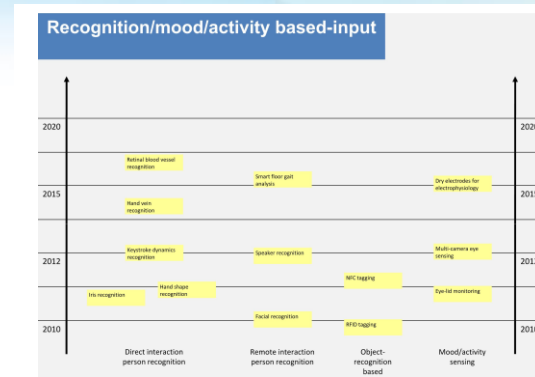 Recognition/mood/activity based-input
2020
2020
Retinal blood vessel
recognition
Smart floor gait
analysis
Dry electrodes for
electrophysiology
2015
2015
Hand vein
recognition
Keystroke dynamics
recognition
Speaker recognition
Multi-camera eye
sensing
2012
2012
NFC tagging
Hand shape
recognition
Iris recognition
Eye-lid monitoring
Facial recognition
RFID tagging
2010
2010
Direct interaction
person recognition
Remote interaction
person recognition
Object-
recognition
based
Mood/activity
sensing